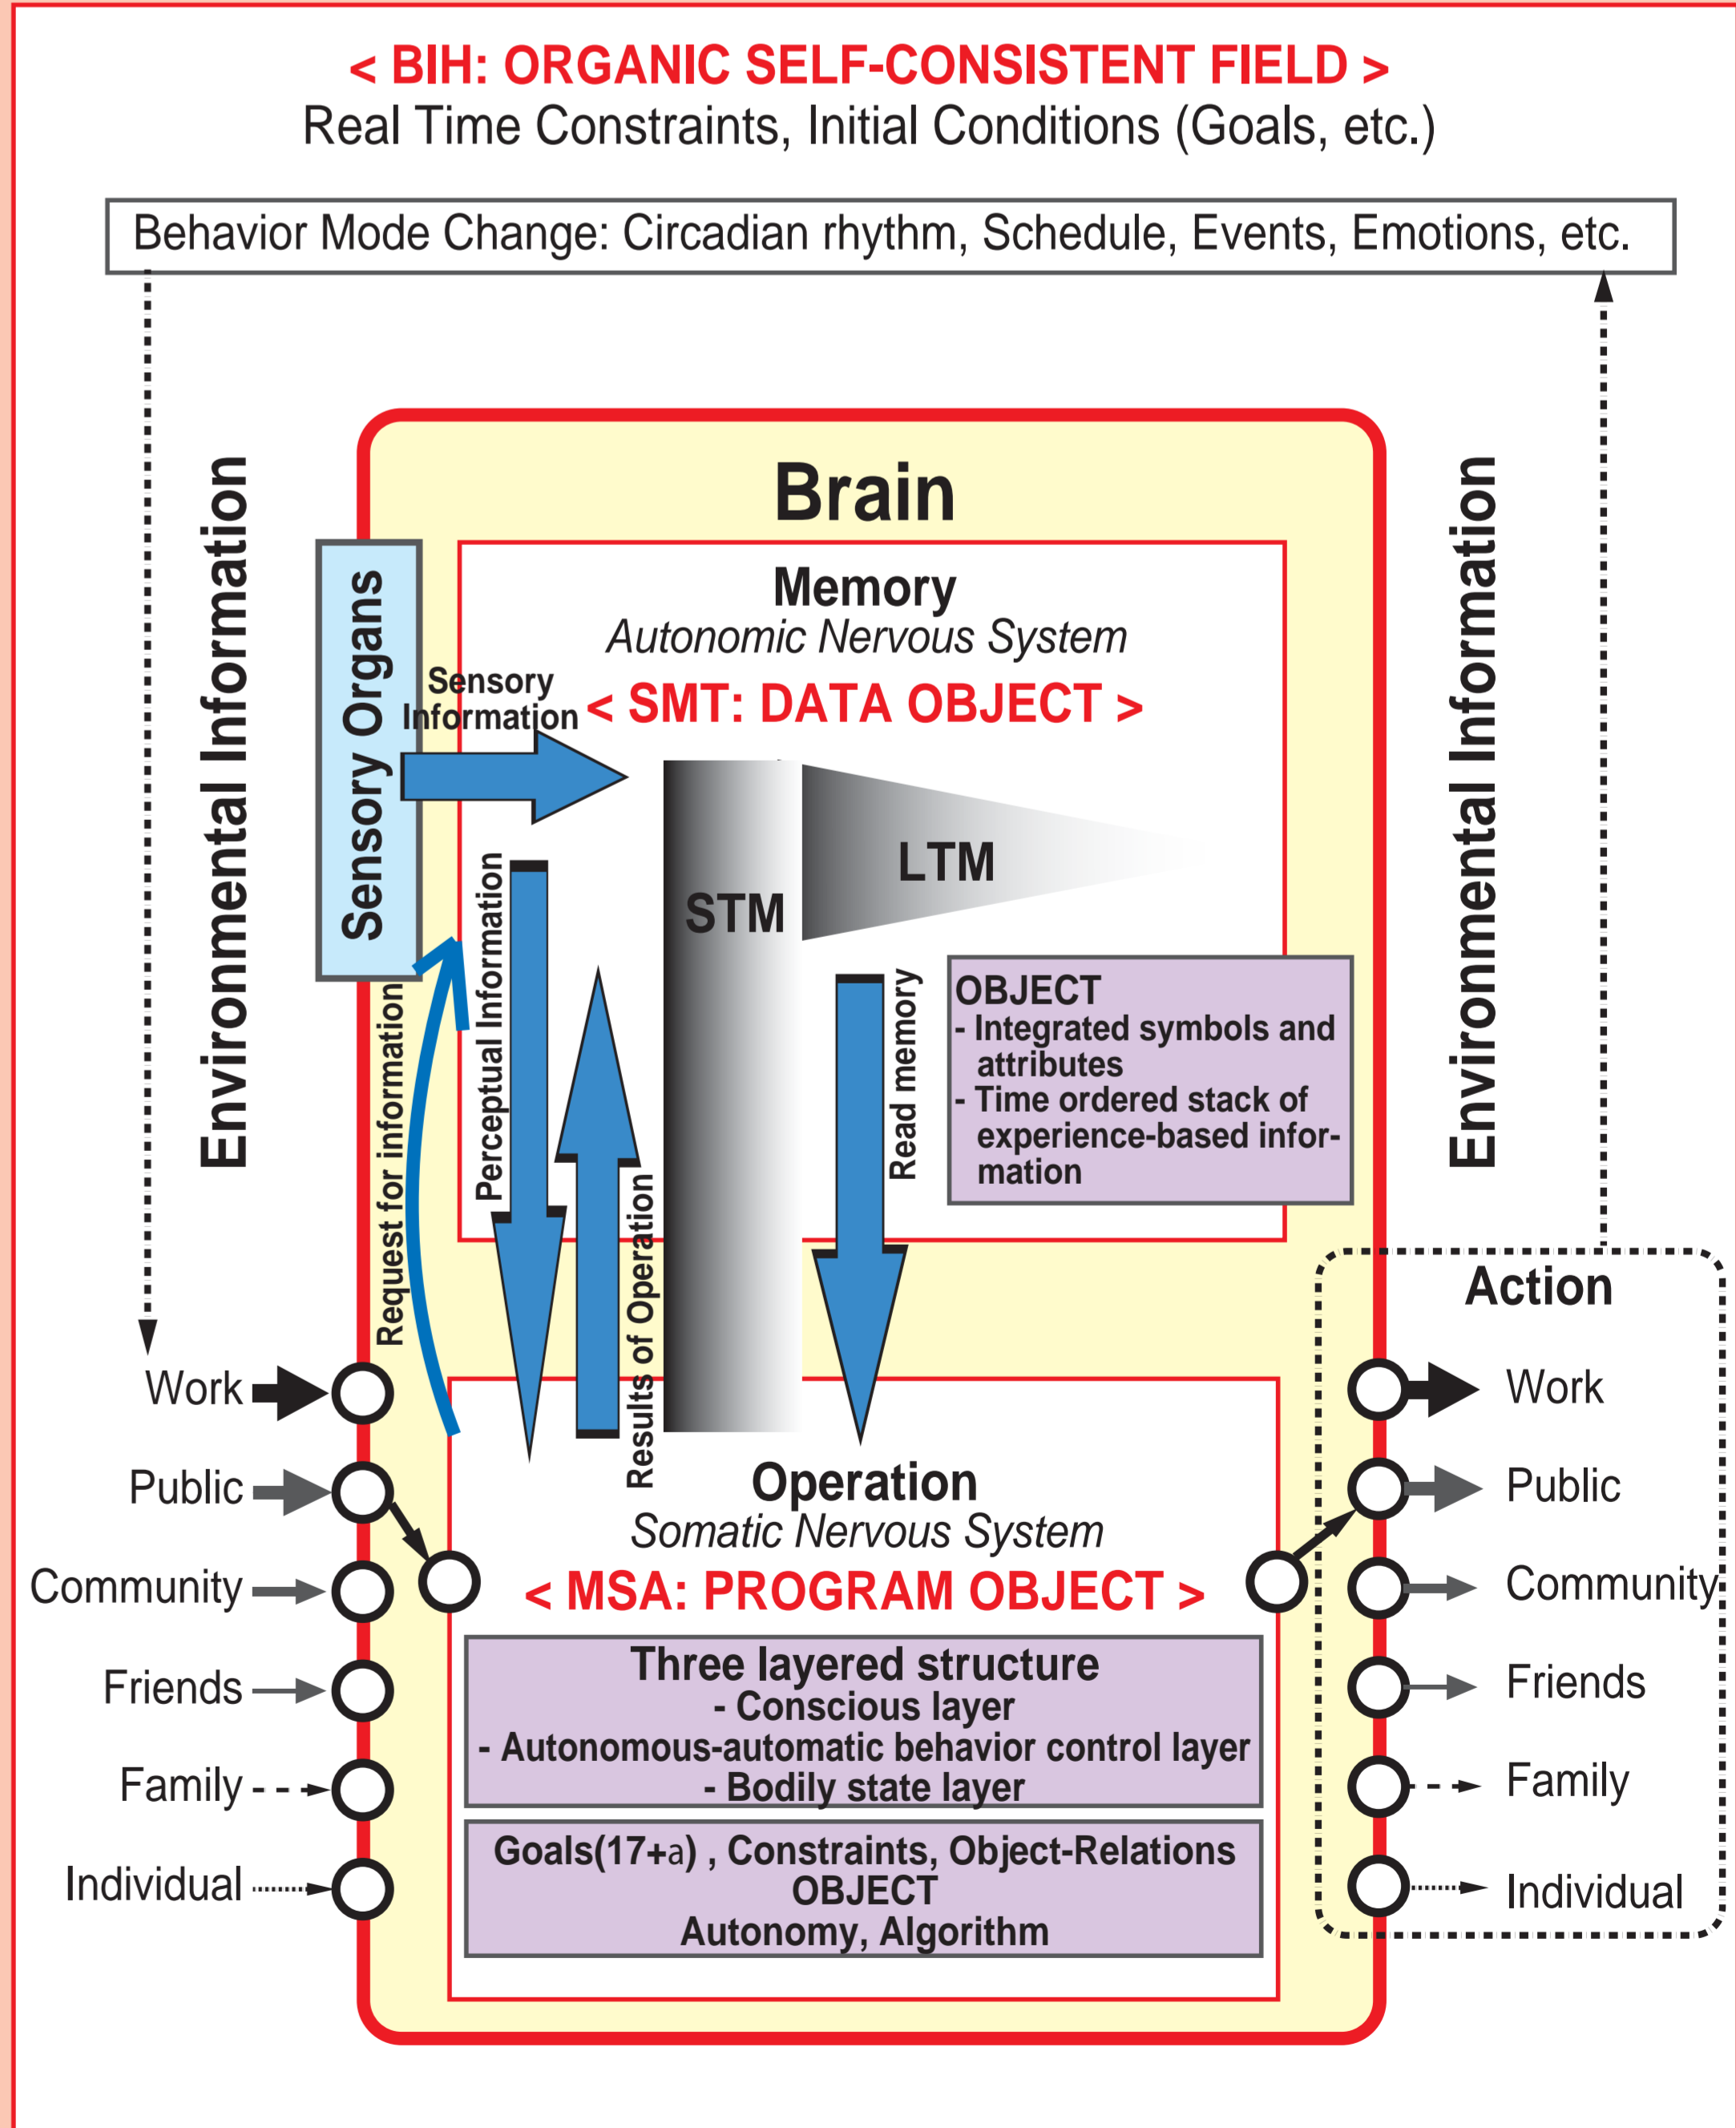 < BIH: ORGANIC SELF-CONSISTENT FIELD >
Real Time Constraints, Initial Conditions (Goals, etc.)
Behavior Mode Change: Circadian rhythm, Schedule, Events, Emotions, etc.
Environmental Information
Brain
Memory
Autonomic Nervous System
< SMT: DATA OBJECT >
Sensory Organs
Sensory
Information
STM
LTM
Perceptual Information
Request for information
Results of Operation
Read memory
OBJECT
- Integrated symbols and
attributes
- Time ordered stack of
experience-based infor-
mation
Environmental Information
Work
Public
Community
Friends
Family
Individual
Operation
Somatic Nervous System
< MSA: PROGRAM OBJECT >
Three layered structure
- Conscious layer
- Autonomous-automatic behavior control layer
- Bodily state layer
Goals(17+a) , Constraints, Object-Relations
OBJECT
Autonomy, Algorithm
Action
Work
Public
Community
Friends
Family
Individual